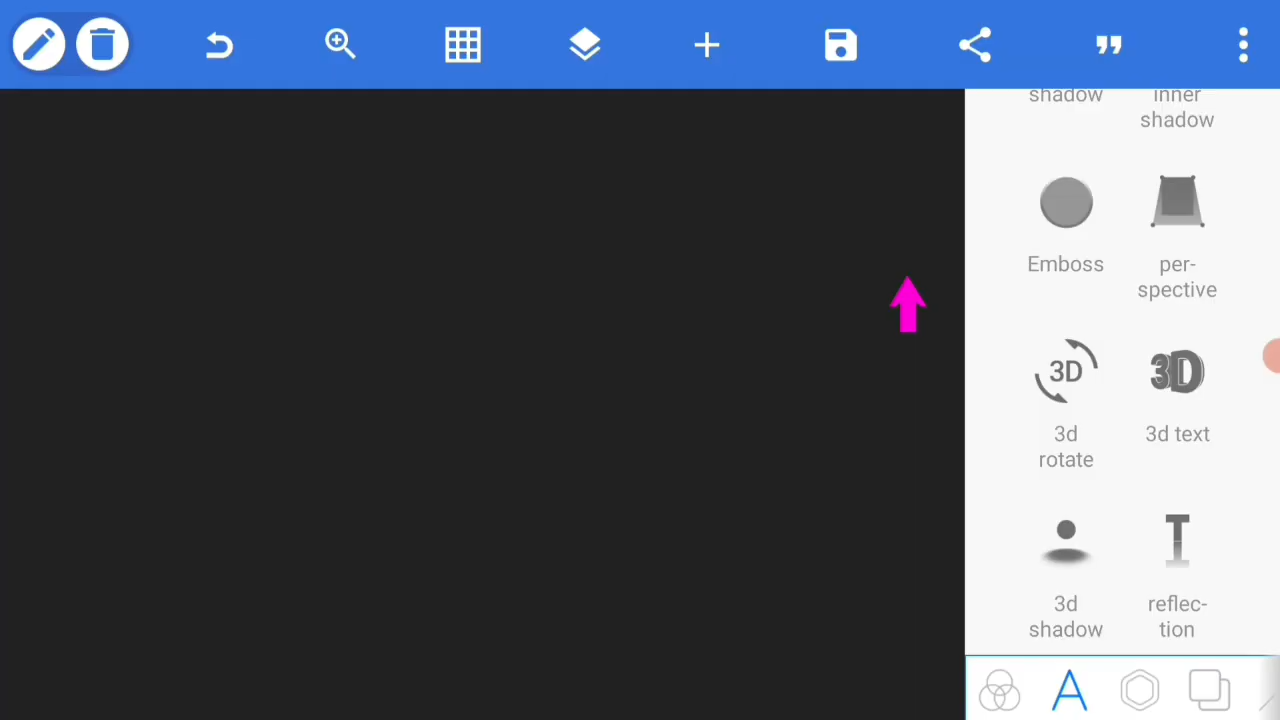 shadow
inner
shadow
Emboss
per-
spective
3D
3D
3d
rotate
3d text
3d
shadow
reflec-
tion